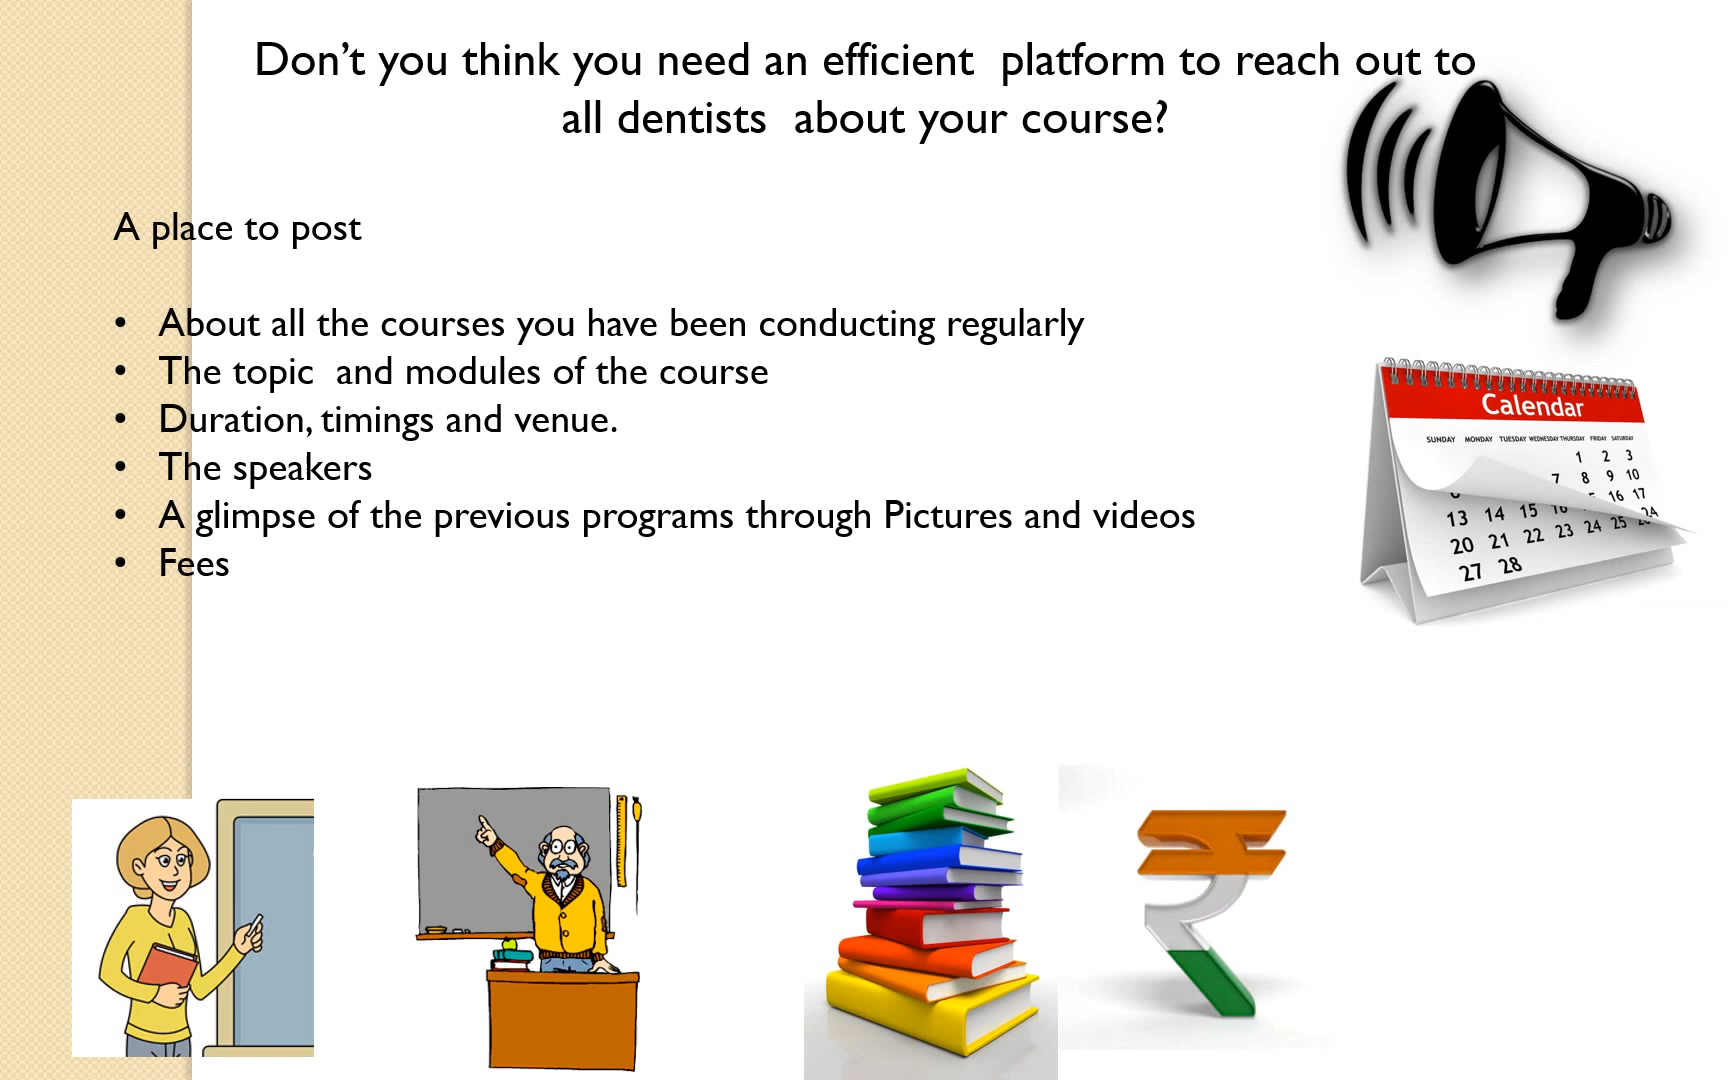 Don’t you think you need an efficient  platform to reach out to
all dentists  about your course?
A place to post
• About all the courses you have been conducting regularly
• The topic  and modules of the course
• Duration, timings and venue.
• The speakers
• A glimpse of the previous programs through Pictures and videos
• Fees
Calendar
SUNDAY MONDAY TUESDAY WEDNESDAY THURSDAY FRIDAY SATURDAY
1 2 3
7 8 9 10
16 17
13 14 15 16
24
20 21 22 23 24 25
27 28